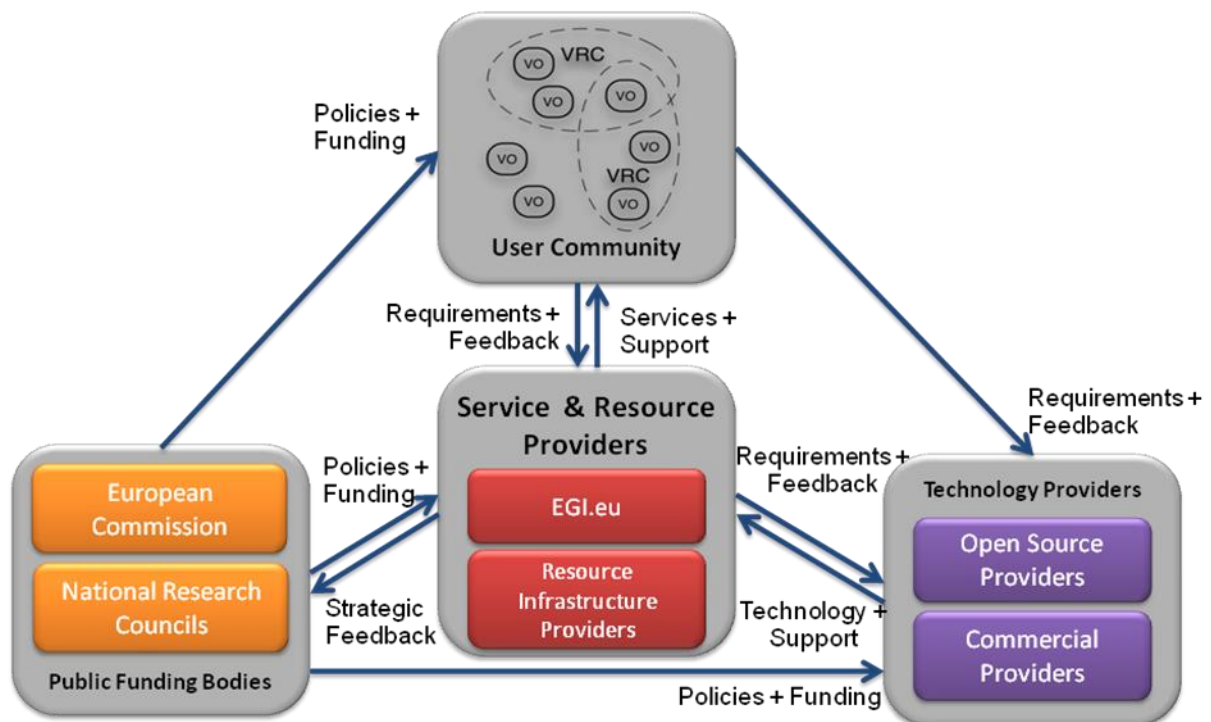 VO
VRC
VO
VO
VO
VO
VRC
VO
VO
User Community
Policies +
Funding
Requirements +
Feedback
Services +
Support
Requirements +
Feedback
Service & Resource
Providers
EGI.eu
Resource
Infrastructure
Providers
Policies +
Funding
Strategic
Feedback
Requirements +
Feedback
Technology +
Support
European
Commission
National Research
Councils
Public Funding Bodies
Technology Providers
Open Source
Providers
Commercial
Providers
Policies + Funding